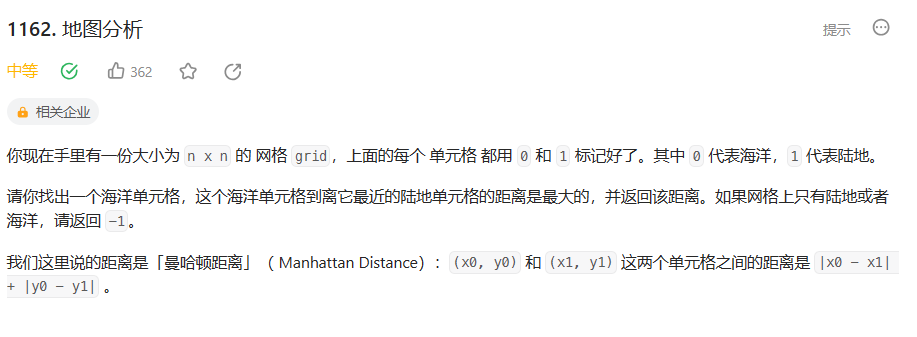 1162. 地图分析
提示
中等
362
相关企业
你现在手里有一份大小为 n x n 的 网格 grid，上面的每个 单元格 都用 0 和 1 标记好了。其中 0 代表海洋，1 代表陆地。
请你找出一个海洋单元格，这个海洋单元格到离它最近的陆地单元格的距离是最大的，并返回该距离。如果网格上只有陆地或者
海洋，请返回 -1。
我们这里说的距离是「曼哈顿距离」（ Manhattan Distance）：(x0, y0) 和 (x1, y1) 这两个单元格之间的距离是 |x0 - x1|
+ |y0 - y1| 。